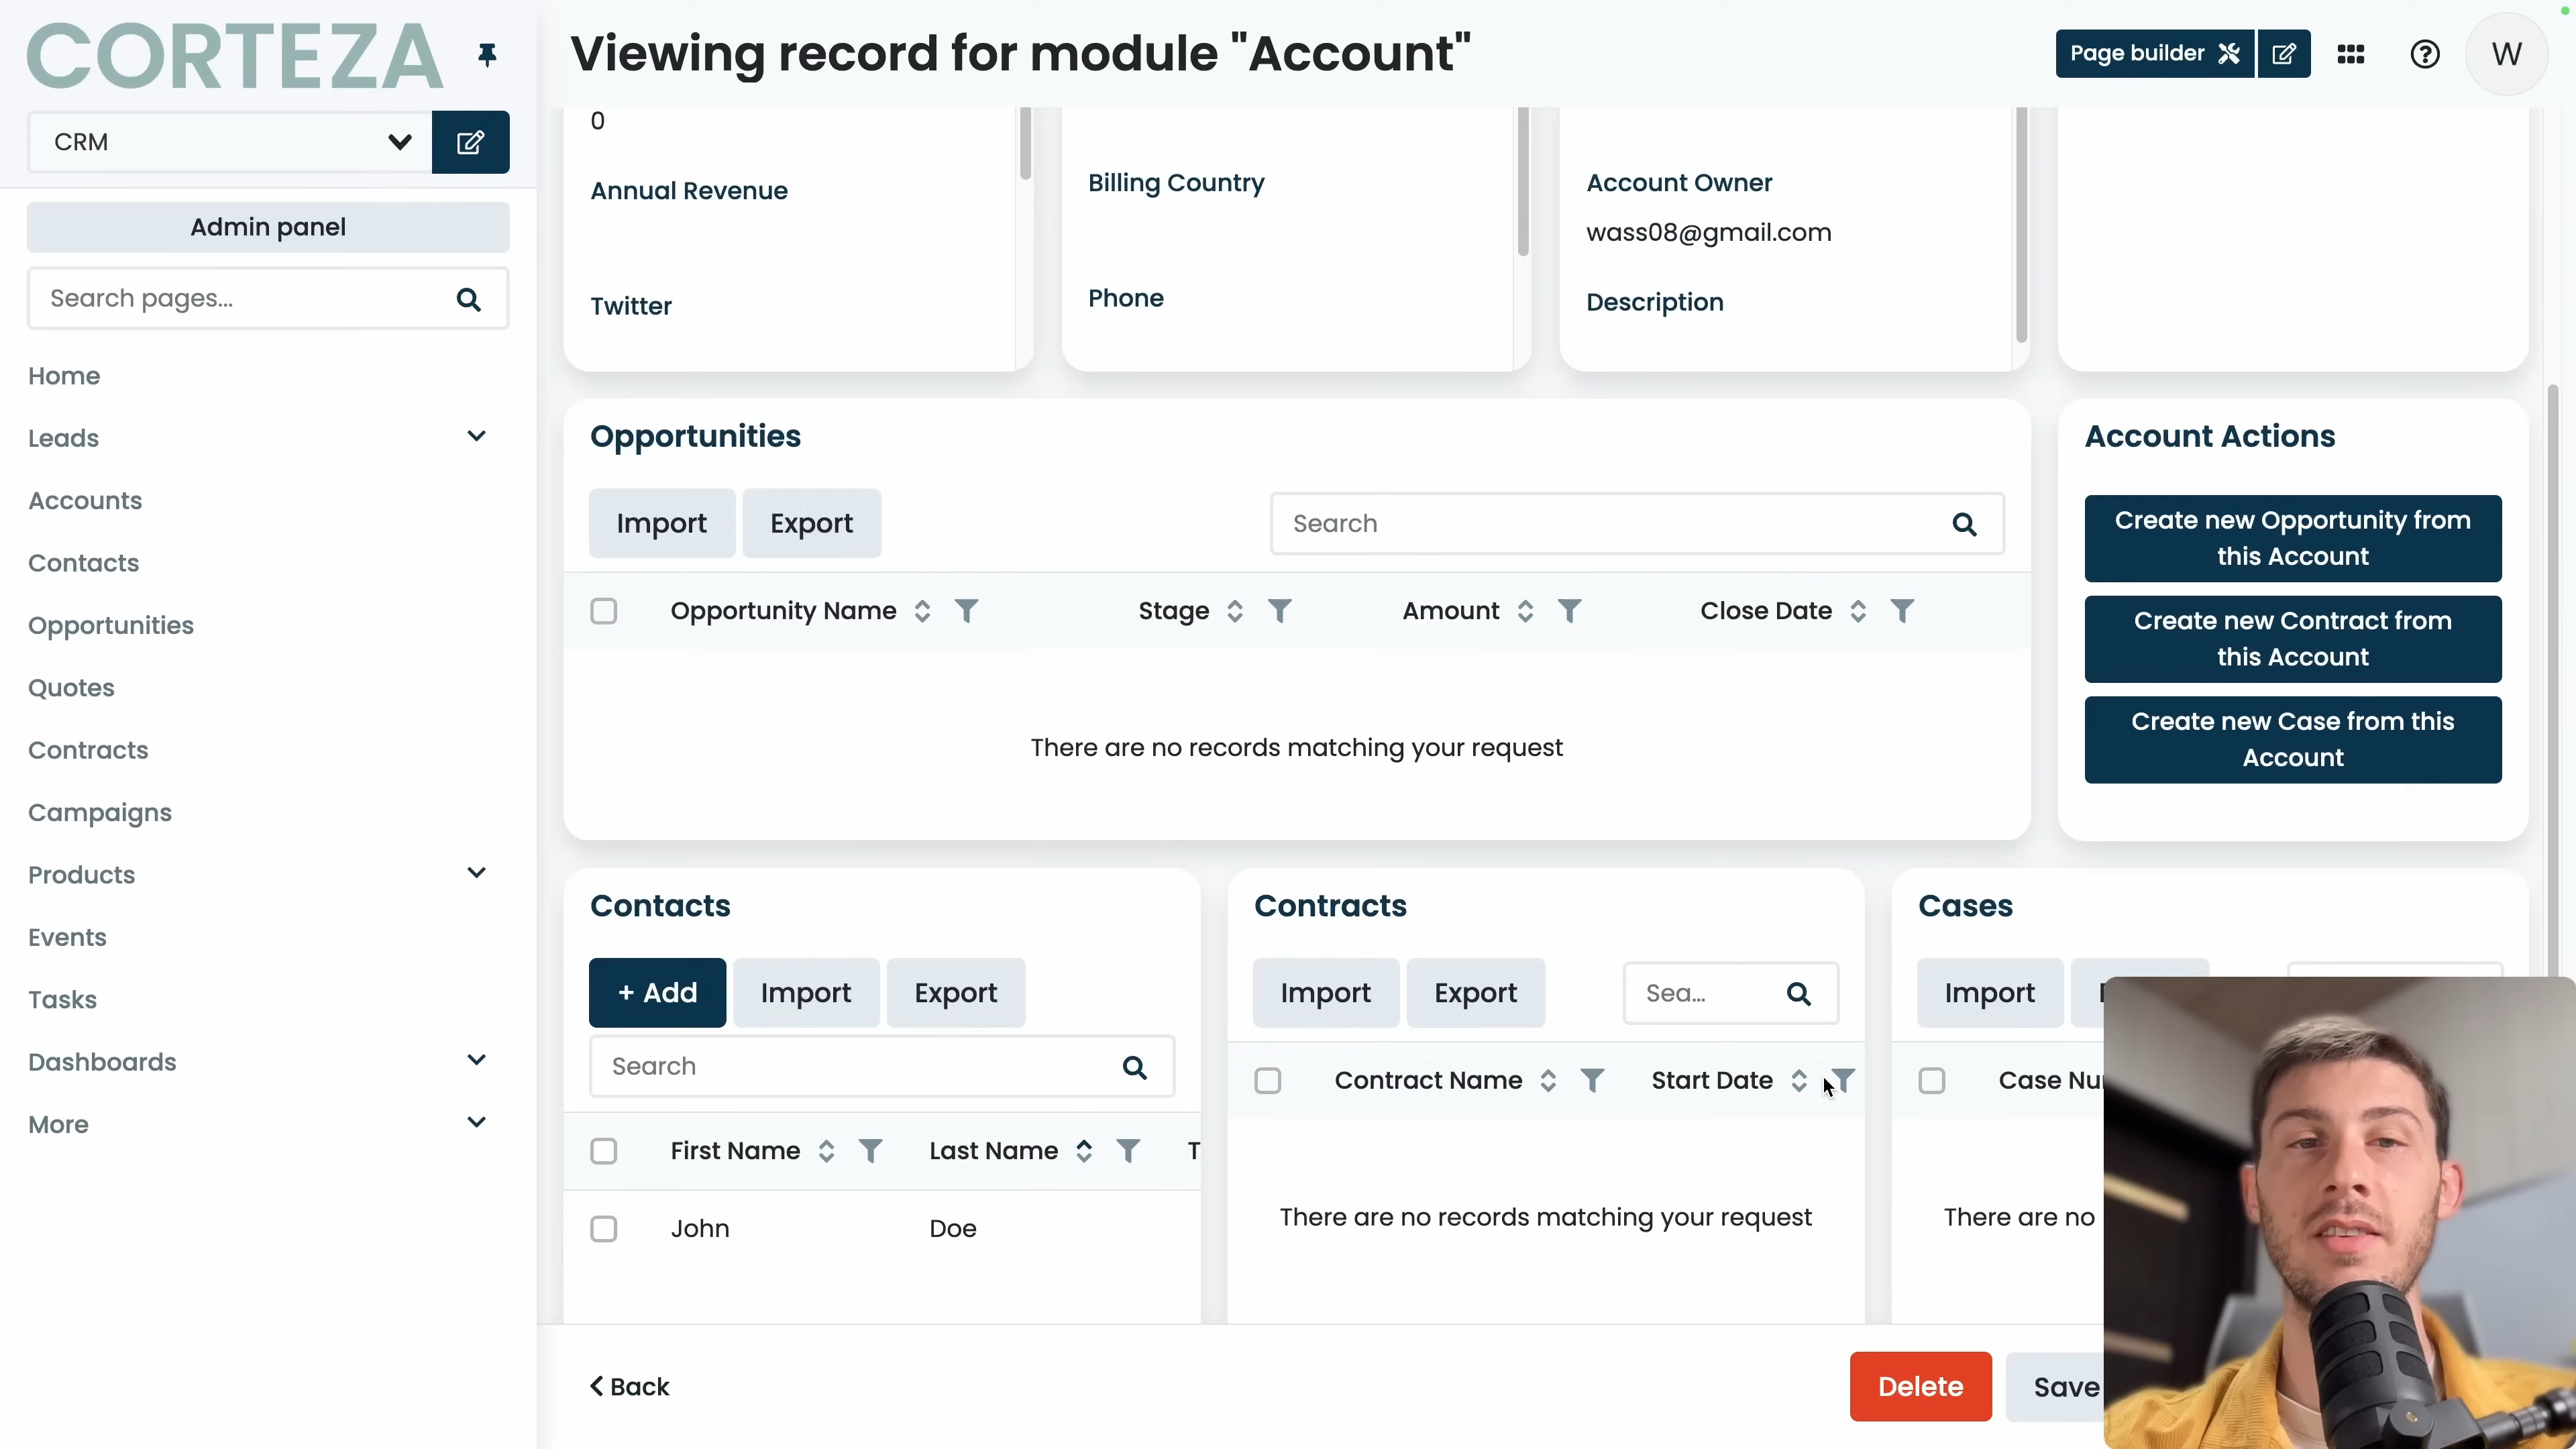 CORTEZA
CRM
Admin panel
Search pages...
Home
Leads
Accounts
Contacts
Opportunities
Quotes
Contracts
Campaigns
Products
Events
Tasks
Dashboards
More
Viewing record for module "Account"
Page builder
W
0
Annual Revenue
Twitter
Billing Country
Phone
Account Owner
wass08@gmail.com
Description
Opportunities
Import
Export
Search
Opportunity Name
Stage
Amount
Close Date
There are no records matching your request
Account Actions
Create new Opportunity from
this Account
Create new Contract from
this Account
Create new Case from this
Account
Contacts
+ Add
Import
Export
Search
First Name
Last Name
T
John
Doe
Contracts
Import
Export
Sea...
Contract Name
Start Date
There are no records matching your request
Cases
Import
Case Nu
There are no
Back
Delete
Save